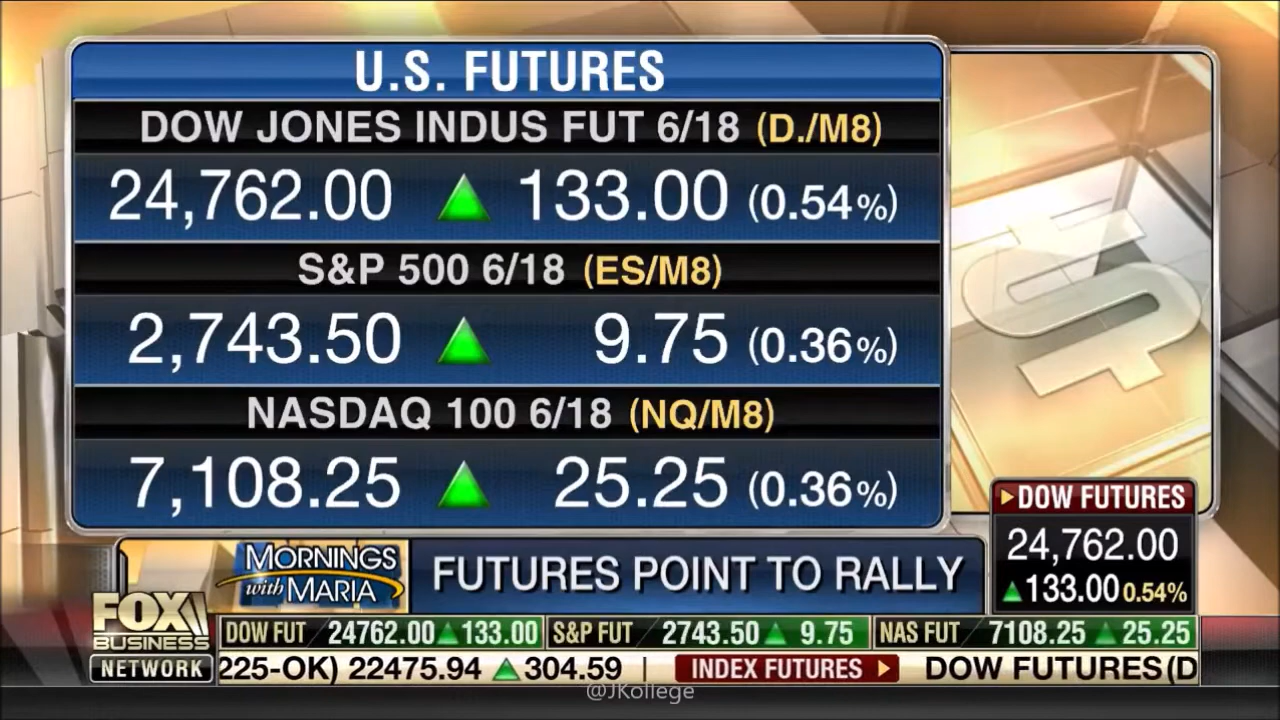 U.S. FUTURES
DOW JONES INDUS FUT 6/18 (D./M8)
24,762.00 ▲ 133.00 (0.54%)
S&P 500 6/18 (ES/M8)
2,743.50 ▲ 9.75 (0.36%)
NASDAQ 100 6/18 (NQ/M8)
7,108.25 ▲ 25.25 (0.36%)
DOW FUTURES
24,762.00
▲133.00 0.54%
MORNINGS
with MARIA
FUTURES POINT TO RALLY
FOX
BUSINESS
NETWORK
DOW FUT 24762.00▲133.00 S&P FUT 2743.50▲ 9.75 NAS FUT 7108.25▲25.25
225-OK) 22475.94 ▲304.59 | INDEX FUTURES DOW FUTURES(D
@JKollege